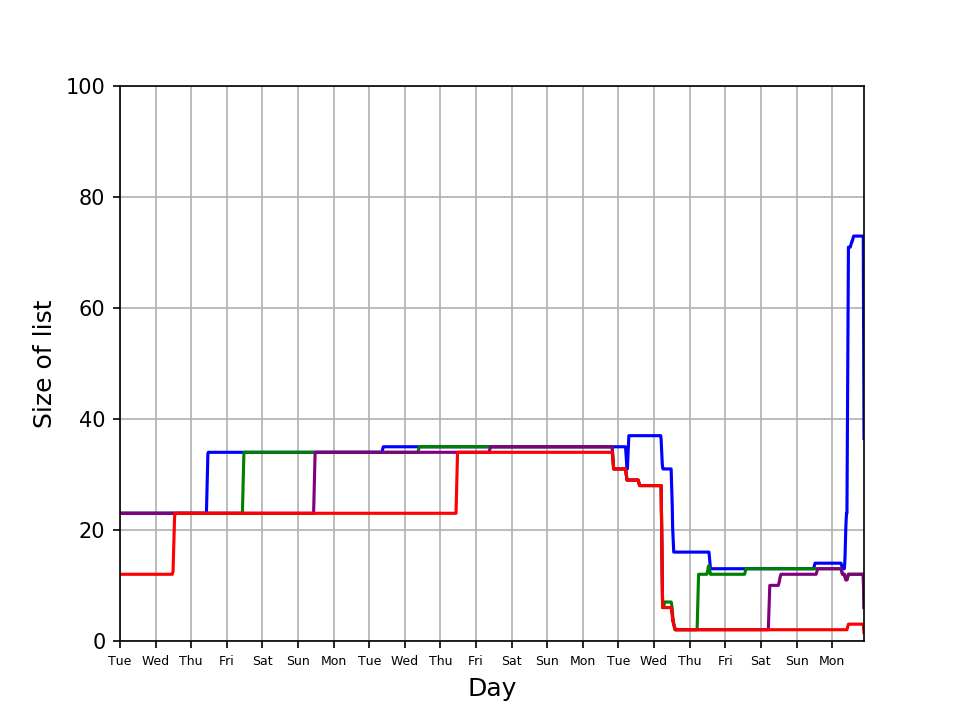 100
80
60
40
20
0
Size of list
Tue Wed Thu Fri Sat Sun Mon Tue Wed Thu Fri Sat Sun Mon Tue Wed Thu Fri Sat Sun Mon
Day